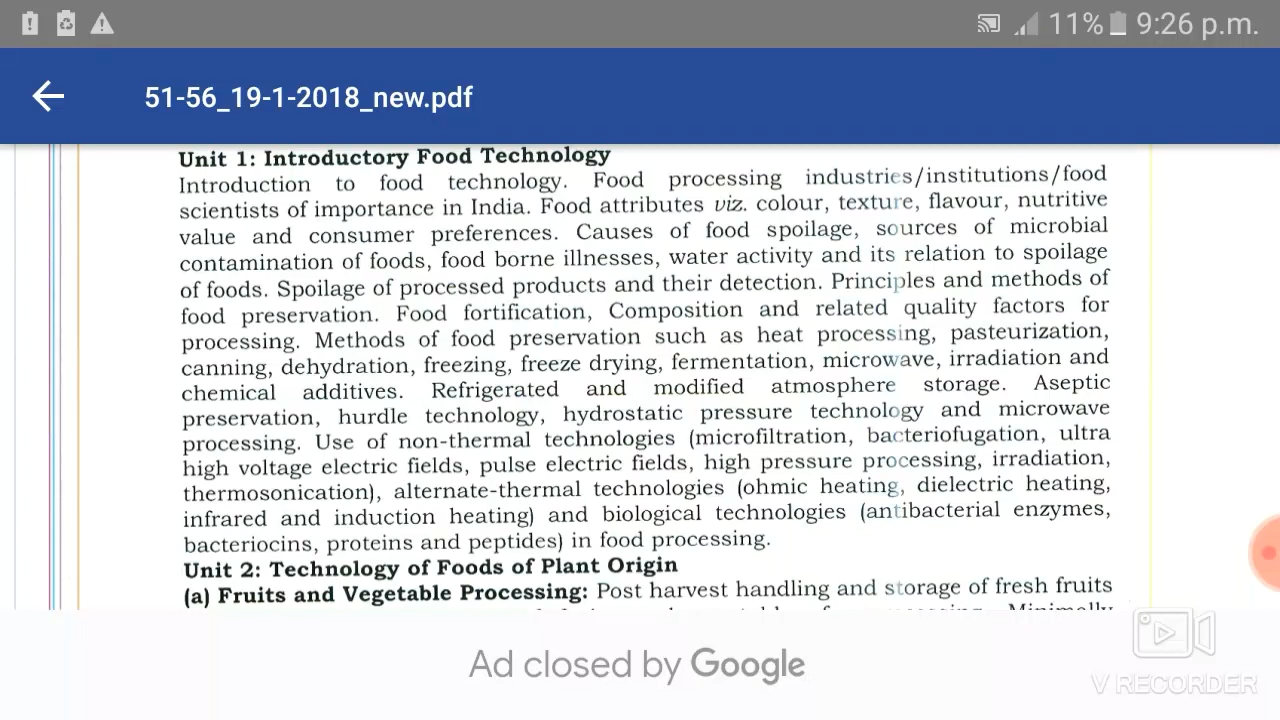 11% 9:26 p.m.
51-56_19-1-2018_new.pdf
Unit 1: Introductory Food Technology
Introduction to food technology. Food processing industries/institutions/food
scientists of importance in India. Food attributes viz. colour, texture, flavour, nutritive
value and consumer preferences. Causes of food spoilage, sources of microbial
contamination of foods, food borne illnesses, water activity and its relation to spoilage
of foods. Spoilage of processed products and their detection. Principles and methods of
food preservation. Food fortification, Composition and related quality factors for
processing. Methods of food preservation such as heat processing, pasteurization,
canning, dehydration, freezing, freeze drying, fermentation, microwave, irradiation and
chemical additives. Refrigerated and modified atmosphere storage. Aseptic
preservation, hurdle technology, hydrostatic pressure technology and microwave
processing. Use of non-thermal technologies (microfiltration, bacteriofugation, ultra
high voltage electric fields, pulse electric fields, high pressure processing, irradiation,
thermosonication), alternate-thermal technologies (ohmic heating, dielectric heating,
infrared and induction heating) and biological technologies (antibacterial enzymes,
bacteriocins, proteins and peptides) in food processing.
Unit 2: Technology of Foods of Plant Origin
(a) Fruits and Vegetable Processing: Post harvest handling and storage of fresh fruits
Minimally
Ad closed by Google
V RECORDER